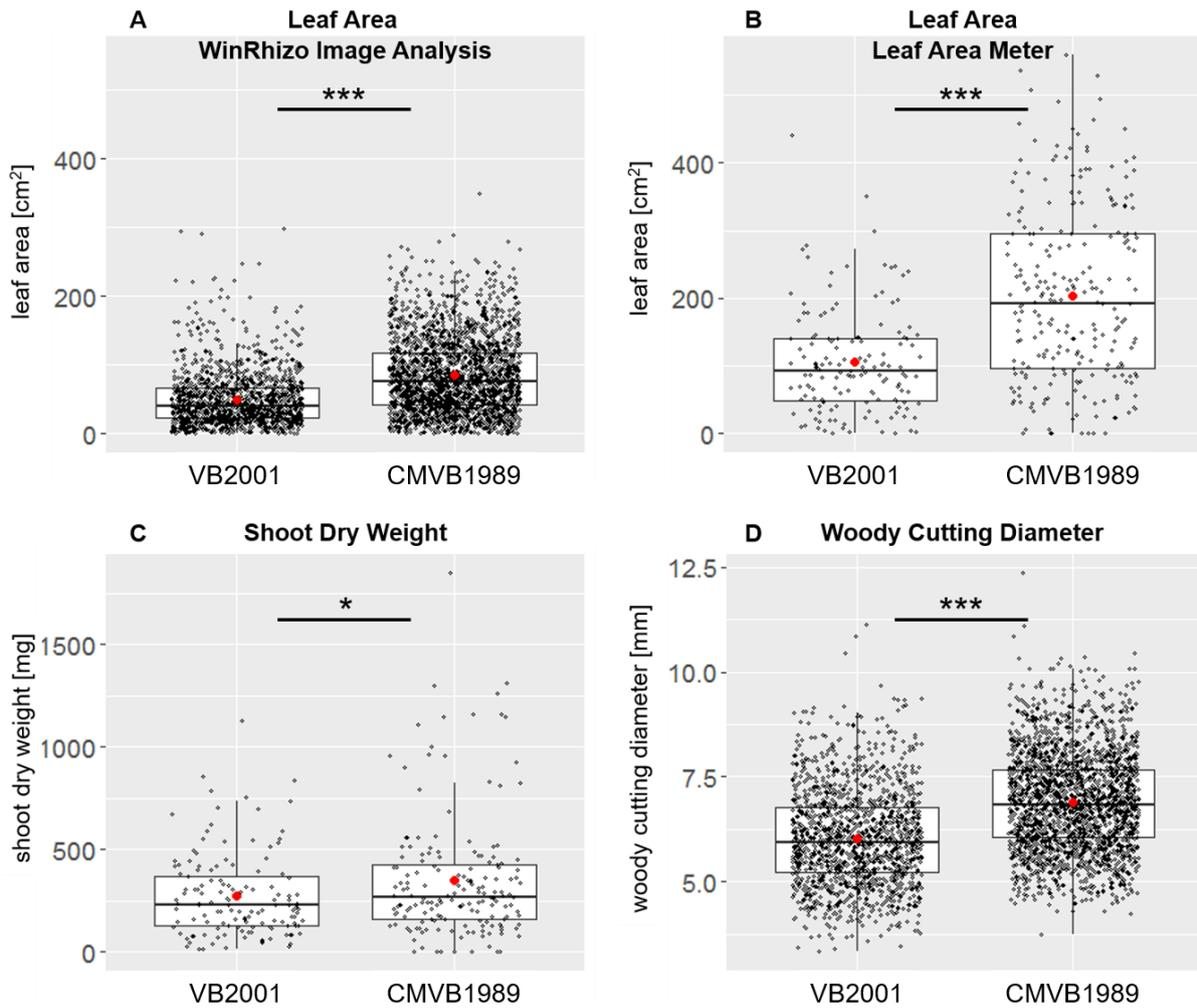 A Leaf Area
WinRhizo Image Analysis
***
leaf area [cm²]
400
200
0
VB2001 CMVB1989
B Leaf Area
Leaf Area Meter
***
leaf area [cm²]
400
200
0
VB2001 CMVB1989
C Shoot Dry Weight
*
shoot dry weight [mg]
1500
1000
500
0
VB2001 CMVB1989
D Woody Cutting Diameter
***
woody cutting diameter [mm]
12.5
10.0
7.5
5.0
VB2001 CMVB1989